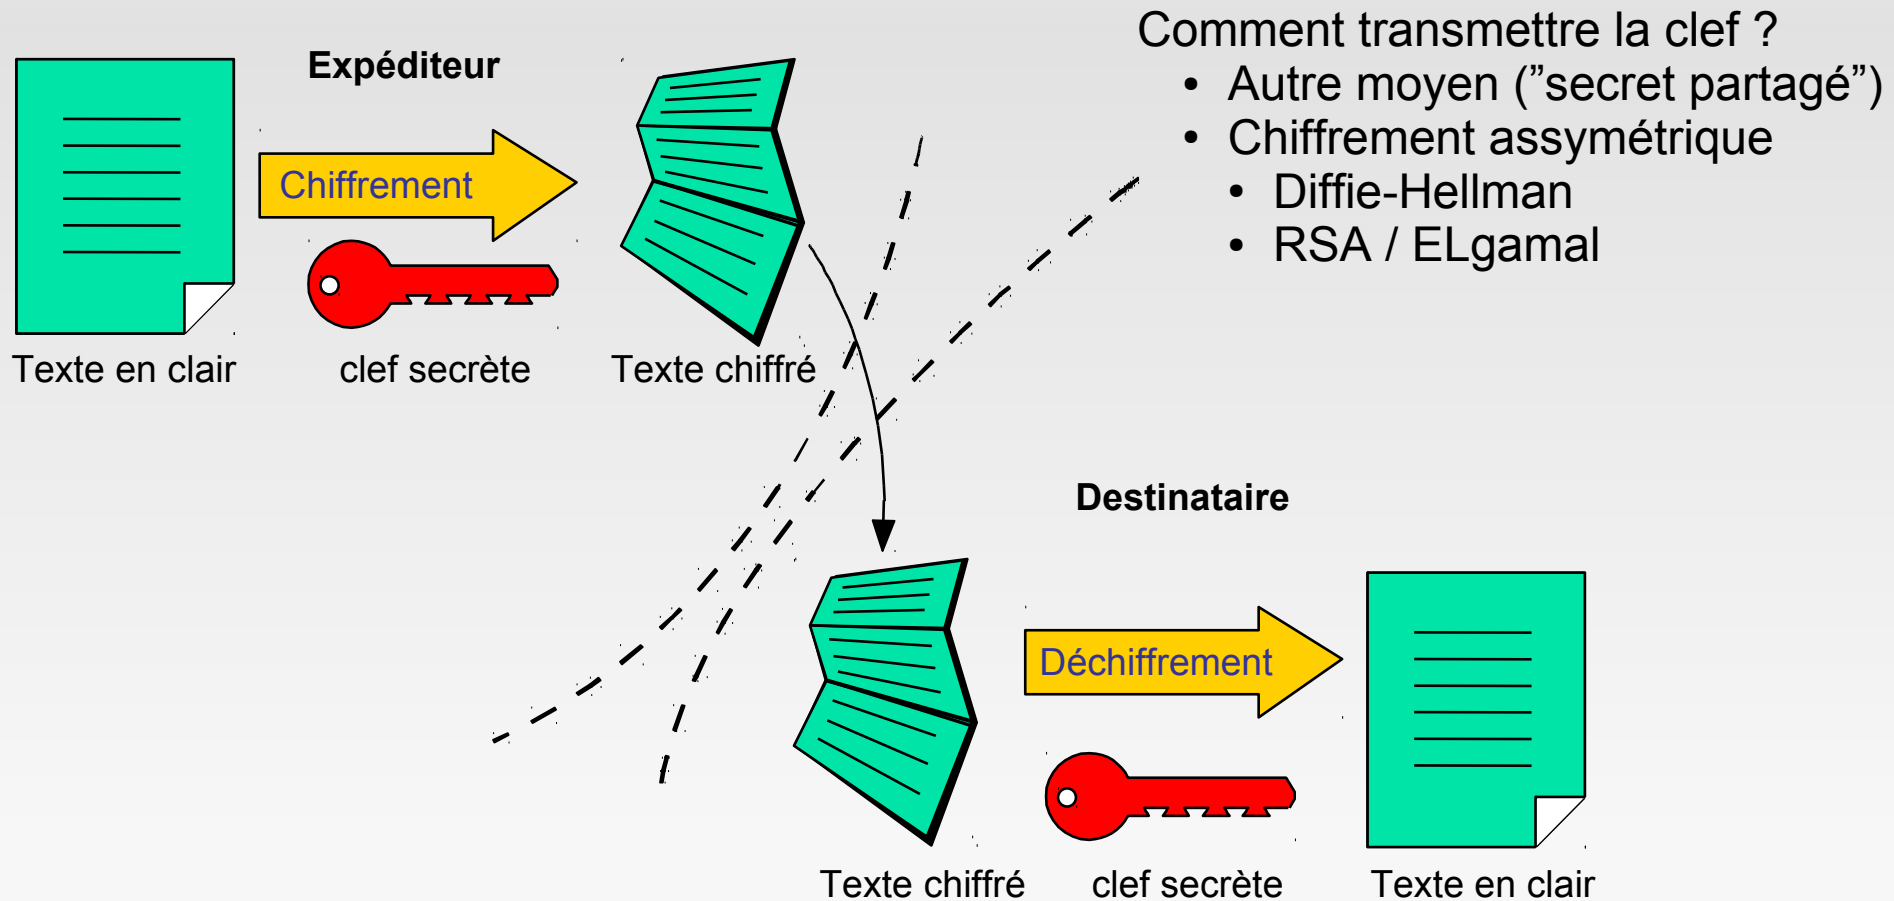 Comment transmettre la clef ?
• Autre moyen (”secret partagé”)
• Chiffrement assymétrique
• Diffie-Hellman
• RSA / ELgamal
Expéditeur
Chiffrement
Texte en clair
clef secrète
Texte chiffré
Destinataire
Déchiffrement
Texte chiffré
clef secrète
Texte en clair